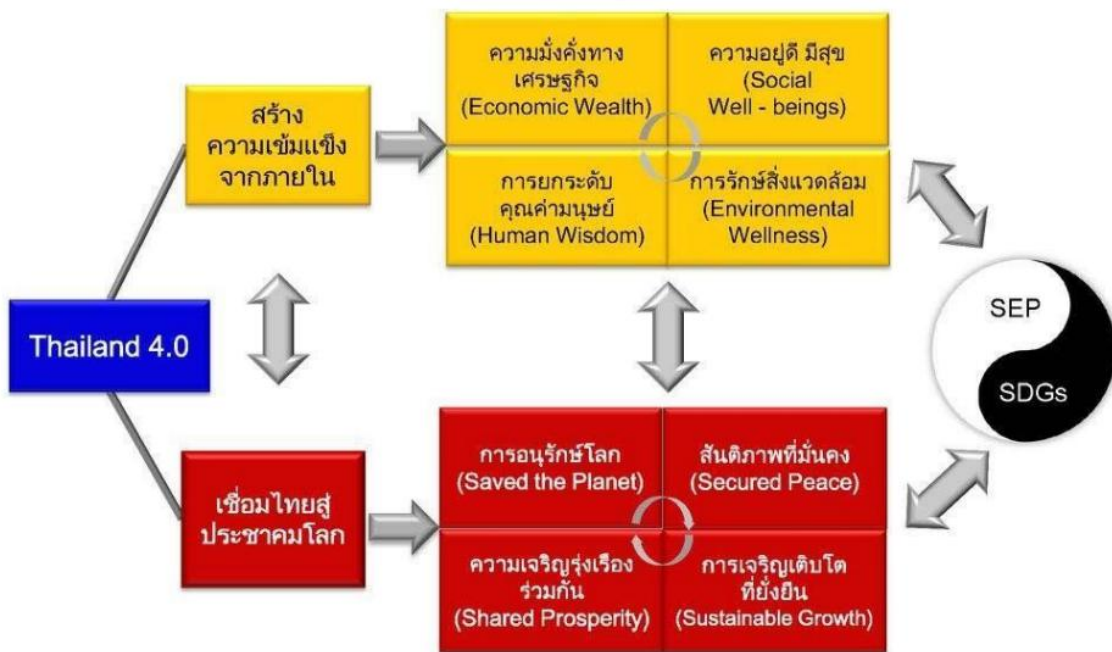 ความมั่งคั่งทาง
เศรษฐกิจ
(Economic Wealth)
ความอยู่ดี มีสุข
(Social
Well - beings)
สร้าง
ความเข้มแข็ง
จากภายใน
การยกระดับ
คุณค่ามนุษย์
(Human Wisdom)
การรักษ์สิ่งแวดล้อม
(Environmental
Wellness)
Thailand 4.0
SEP
SDGs
เชื่อมไทยสู่
ประชาคมโลก
การอนุรักษ์โลก
(Saved the Planet)
สันติภาพที่มั่นคง
(Secured Peace)
ความเจริญรุ่งเรือง
ร่วมกัน
(Shared Prosperity)
การเจริญเติบโต
ที่ยั่งยืน
(Sustainable Growth)